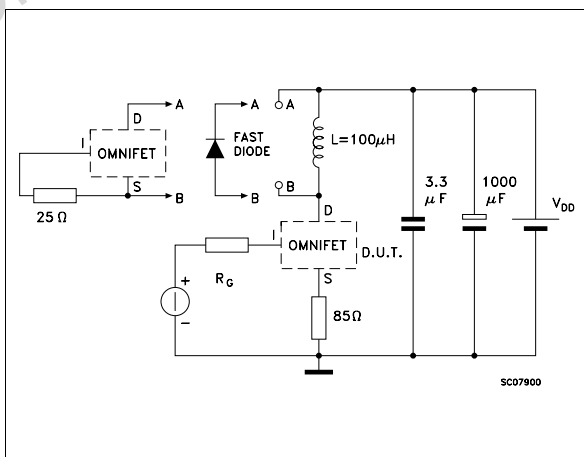 A
D
I
OMNIFET
S
B
25 Ω
A
FAST
DIODE
B
A
L=100μH
B
D
I
OMNIFET
D.U.T.
S
RG
+
-
85Ω
3.3
μF
1000
μF
VDD
SC07900